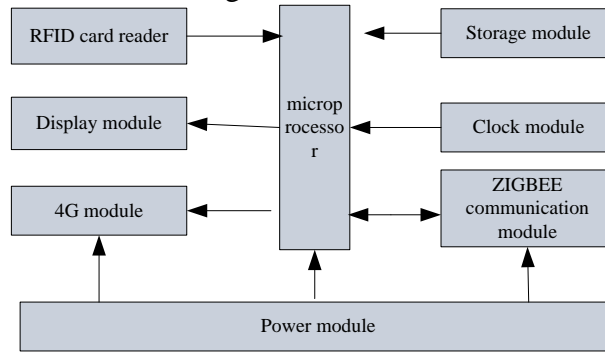 RFID card reader
Storage module
Display module
microp
rocesso
r
Clock module
4G module
ZIGBEE
communication
module
Power module